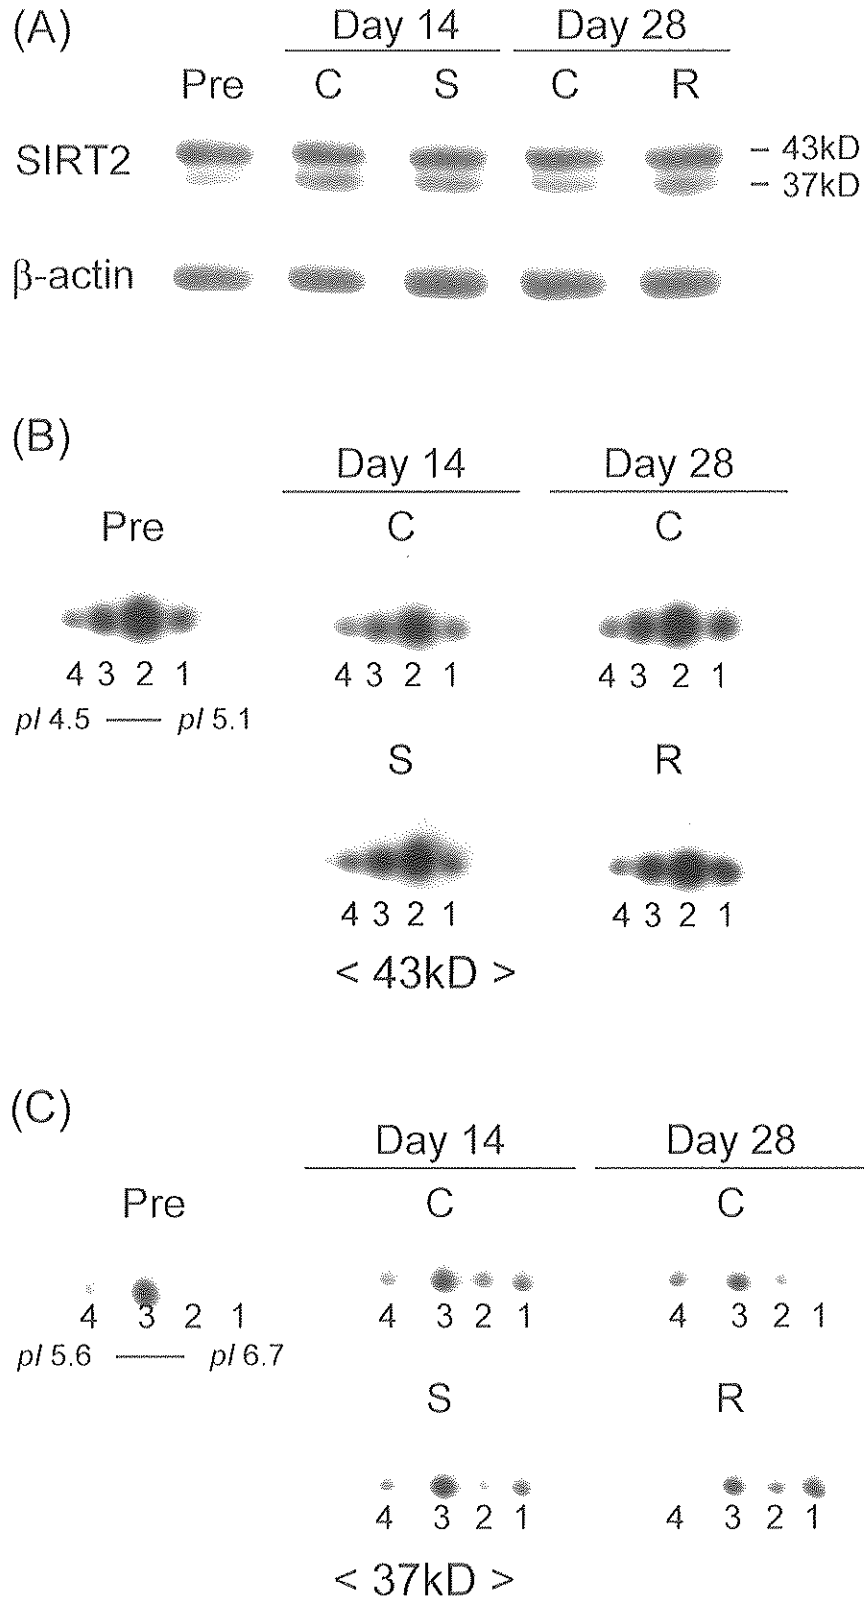 (A)
Day 14 Day 28
Pre C S C R
SIRT2 – 43kD
– 37kD
β-actin
(B)
Day 14 Day 28
Pre C C
4 3 2 1 4 3 2 1 4 3 2 1
pI 4.5 — pI 5.1
S R
4 3 2 1 4 3 2 1
< 43kD >
(C)
Day 14 Day 28
Pre C C
4 3 2 1 4 3 2 1 4 3 2 1
pI 5.6 — pI 6.7
S R
4 3 2 1 4 3 2 1
< 37kD >